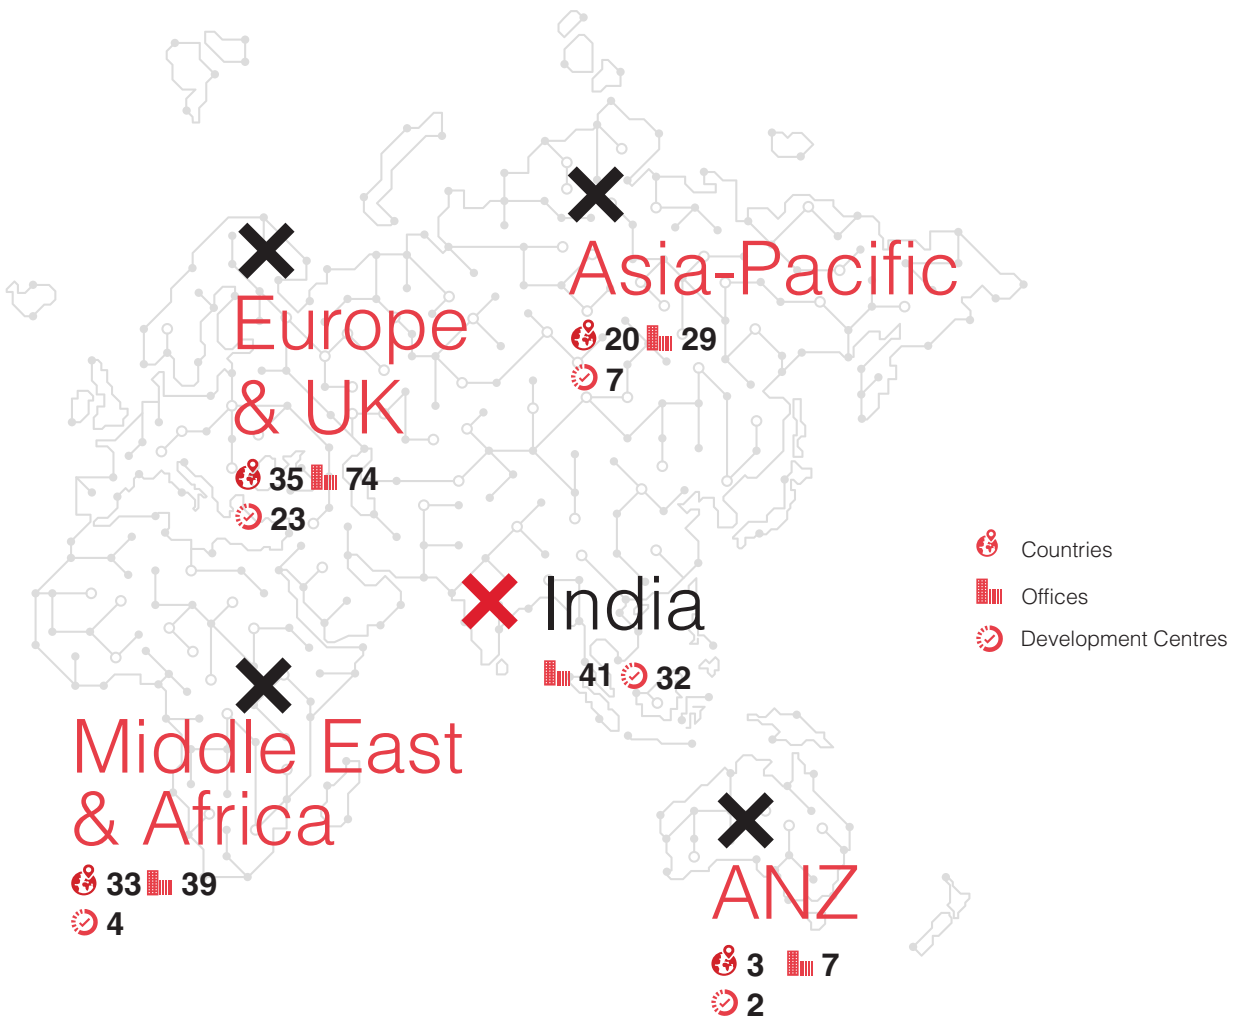 Asia-Pacific
20 29
7
Europe
& UK
35 74
23
India
41 32
Countries
Offices
Development Centres
Middle East
& Africa
33 39
4
ANZ
3 7
2